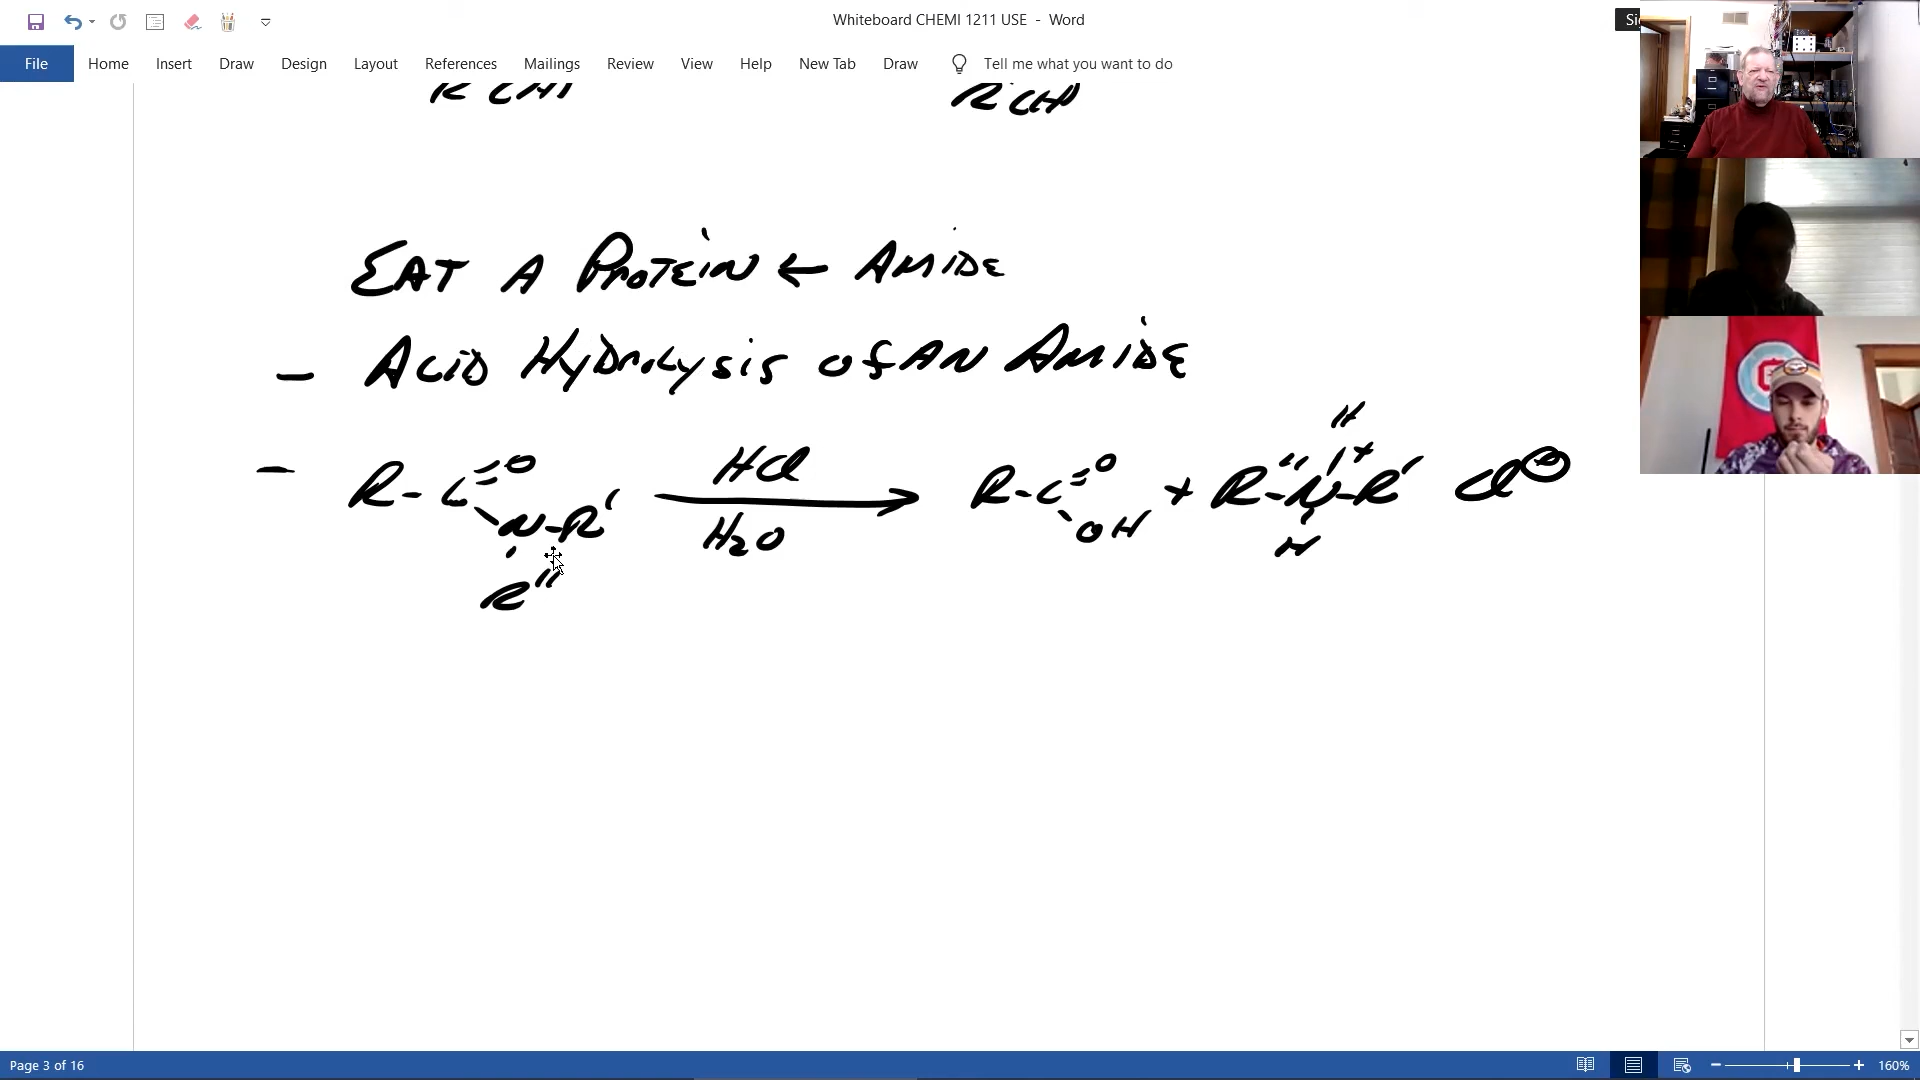 Whiteboard CHEMI 1211 USE - Word
File Home Insert Draw Design Layout References Mailings Review View Help New Tab Draw Tell me what you want to do
EAT A PROTEIN ← AMIDE
- ACID HYDROLYSIS OF AN AMIDE
H
- R-C=O HCl R-C=O + R''-N+-R' Cl⊖
N-R' H2O OH H
R''
Page 3 of 16 160%